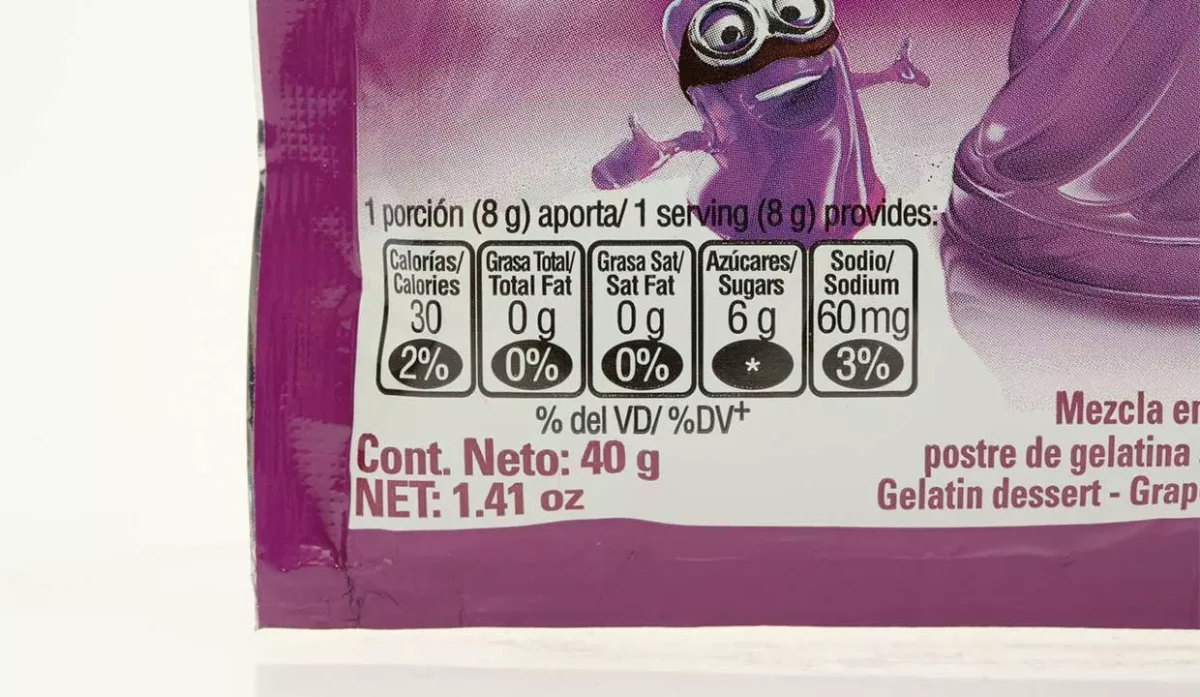 1 porción (8 g) aporta/ 1 serving (8 g) provides:
Calorías/ Calories 30 2%
Grasa Total/ Total Fat 0 g 0%
Grasa Sat/ Sat Fat 0 g 0%
Azúcares/ Sugars 6 g *
Sodio/ Sodium 60 mg 3%
% del VD/ %DV+
Cont. Neto: 40 g
NET: 1.41 oz
Mezcla
postre de gelatina
Gelatin dessert -